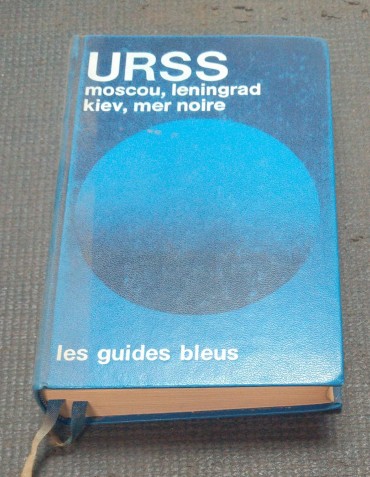 URSS
moscou, leningrad
kiev, mer noire
les guides bleus